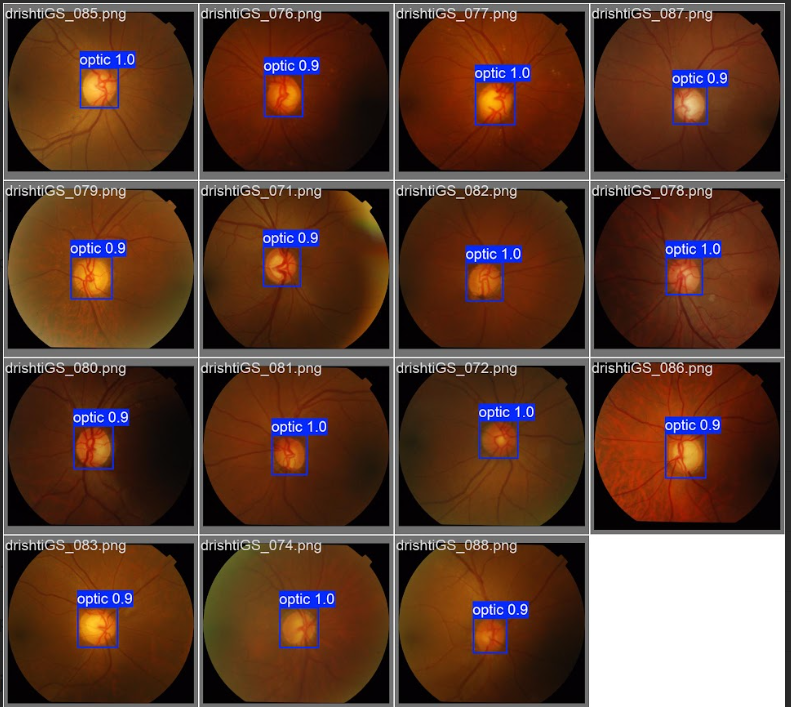 drishtiGS_085.png
optic 1.0
drishtiGS_076.png
optic 0.9
drishtiGS_077.png
optic 1.0
drishtiGS_087.png
optic 0.9
drishtiGS_079.png
optic 0.9
drishtiGS_071.png
optic 0.9
drishtiGS_082.png
optic 1.0
drishtiGS_078.png
optic 1.0
drishtiGS_080.png
optic 0.9
drishtiGS_081.png
optic 1.0
drishtiGS_072.png
optic 1.0
drishtiGS_086.png
optic 0.9
drishtiGS_083.png
optic 0.9
drishtiGS_074.png
optic 1.0
drishtiGS_088.png
optic 0.9